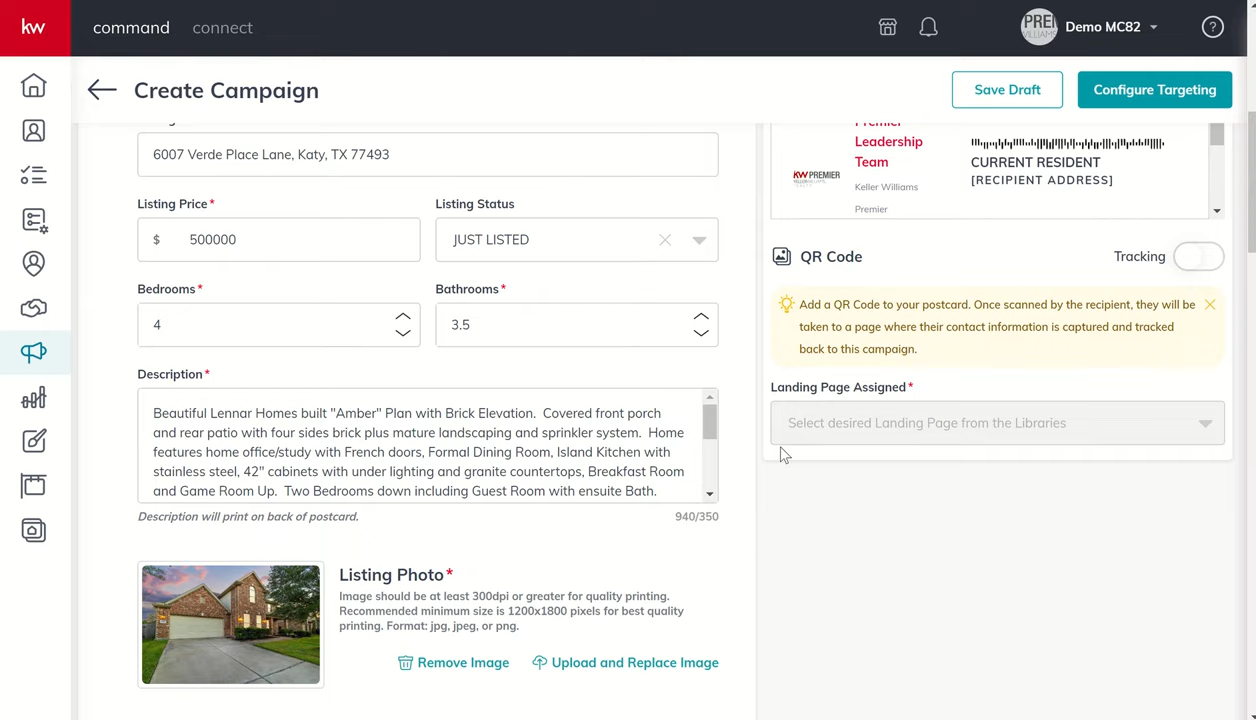 kw
command
connect
PREI
WILLIAMS
Demo MC82
Create Campaign
Save Draft
Configure Targeting
6007 Verde Place Lane, Katy, TX 77493
Listing Price*
Listing Status
$ 500000
JUST LISTED
Bedrooms*
Bathrooms*
4
3.5
Description*
Beautiful Lennar Homes built "Amber" Plan with Brick Elevation. Covered front porch
and rear patio with four sides brick plus mature landscaping and sprinkler system. Home
features home office/study with French doors, Formal Dining Room, Island Kitchen with
stainless steel, 42" cabinets with under lighting and granite countertops, Breakfast Room
and Game Room Up. Two Bedrooms down including Guest Room with ensuite Bath.
Description will print on back of postcard.
940/350
Listing Photo*
Image should be at least 300dpi or greater for quality printing.
Recommended minimum size is 1200x1800 pixels for best quality
printing. Format: jpg, jpeg, or png.
Remove Image
Upload and Replace Image
Premier
Leadership
Team
KW PREMIER
Keller Williams
Premier
CURRENT RESIDENT
[RECIPIENT ADDRESS]
QR Code
Tracking
Add a QR Code to your postcard. Once scanned by the recipient, they will be
taken to a page where their contact information is captured and tracked
back to this campaign.
Landing Page Assigned*
Select desired Landing Page from the Libraries